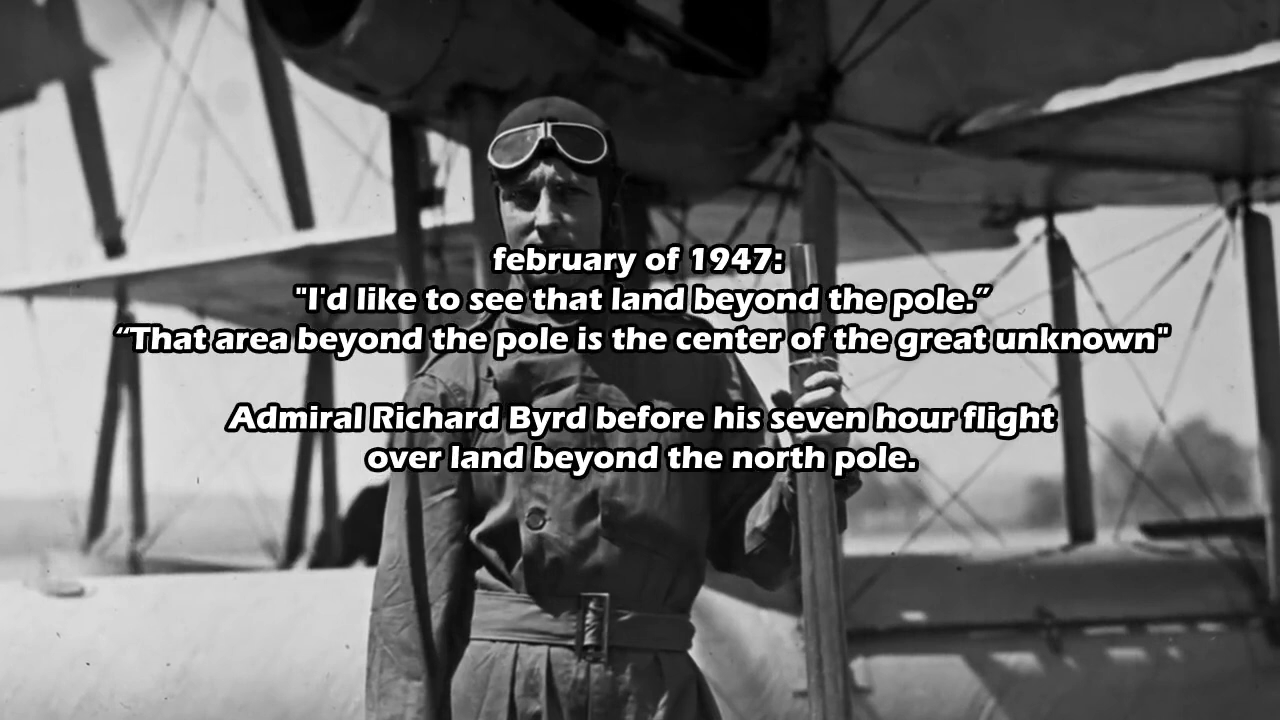 february of 1947:
"I'd like to see that land beyond the pole.”
“That area beyond the pole is the center of the great unknown"
Admiral Richard Byrd before his seven hour flight
over land beyond the north pole.